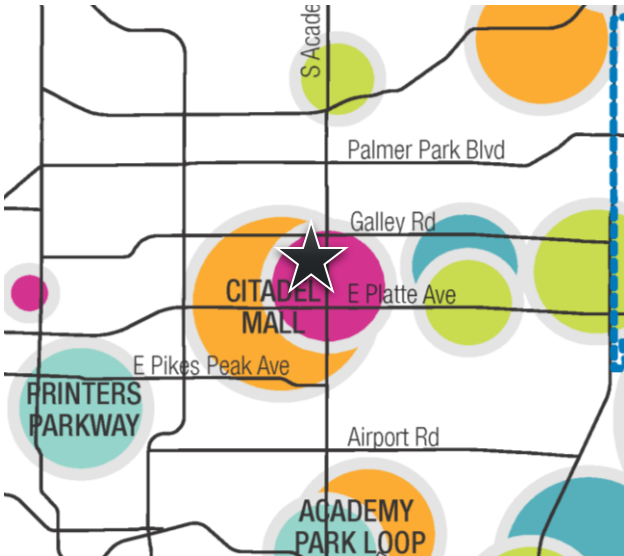 S Acade
Palmer Park Blvd
Galley Rd
CITADEL
MALL
E Platte Ave
E Pikes Peak Ave
PRINTERS
PARKWAY
Airport Rd
ACADEMY
PARK LOOP